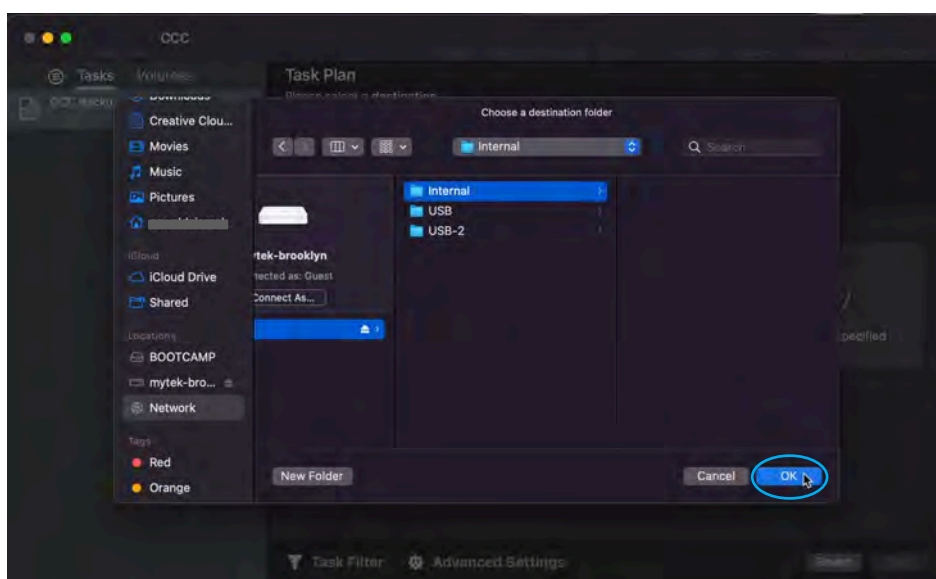 CCC
Tasks
Volumes
Task Plan
Choose a destination folder
Internal
Search
Downloads
Creative Clou...
Movies
Music
Pictures
iCloud
iCloud Drive
Shared
Locations
BOOTCAMP
mytek-bro...
Network
Tags
Red
Orange
tek-brooklyn
nected as: Guest
Connect As...
Internal
USB
USB-2
pecified
New Folder
Cancel
OK
Task Filter
Advanced Settings